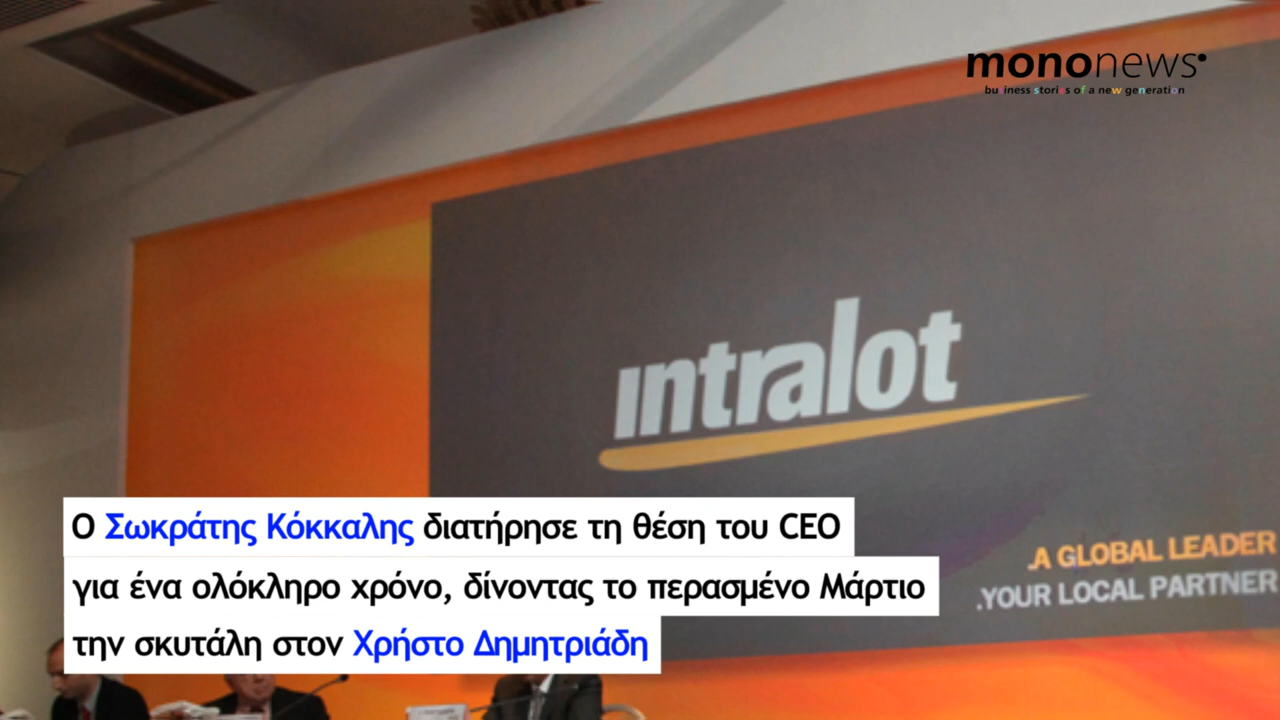 mononews
business stories of a new generation
intralot
.A GLOBAL LEADER
.YOUR LOCAL PARTNER
Ο Σωκράτης Κόκκαλης διατήρησε τη θέση του CEO
για ένα ολόκληρο χρόνο, δίνοντας το περασμένο Μάρτιο
την σκυτάλη στον Χρήστο Δημητριάδη